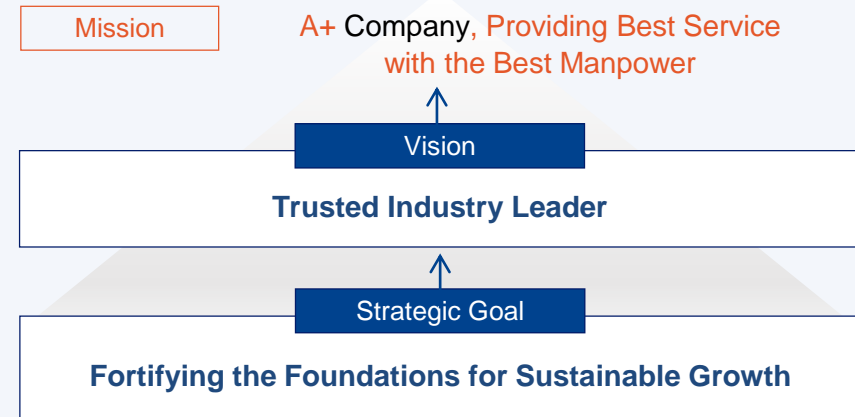 Mission
A+ Company, Providing Best Service
with the Best Manpower
Vision
Trusted Industry Leader
Strategic Goal
Fortifying the Foundations for Sustainable Growth